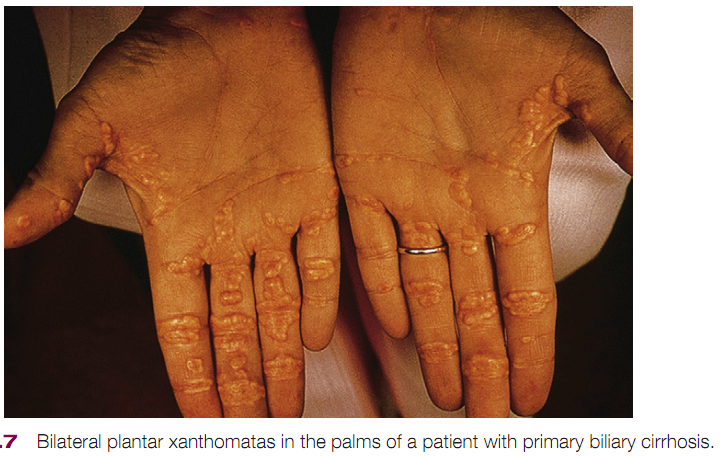 .7 Bilateral plantar xanthomatas in the palms of a patient with primary biliary cirrhosis.